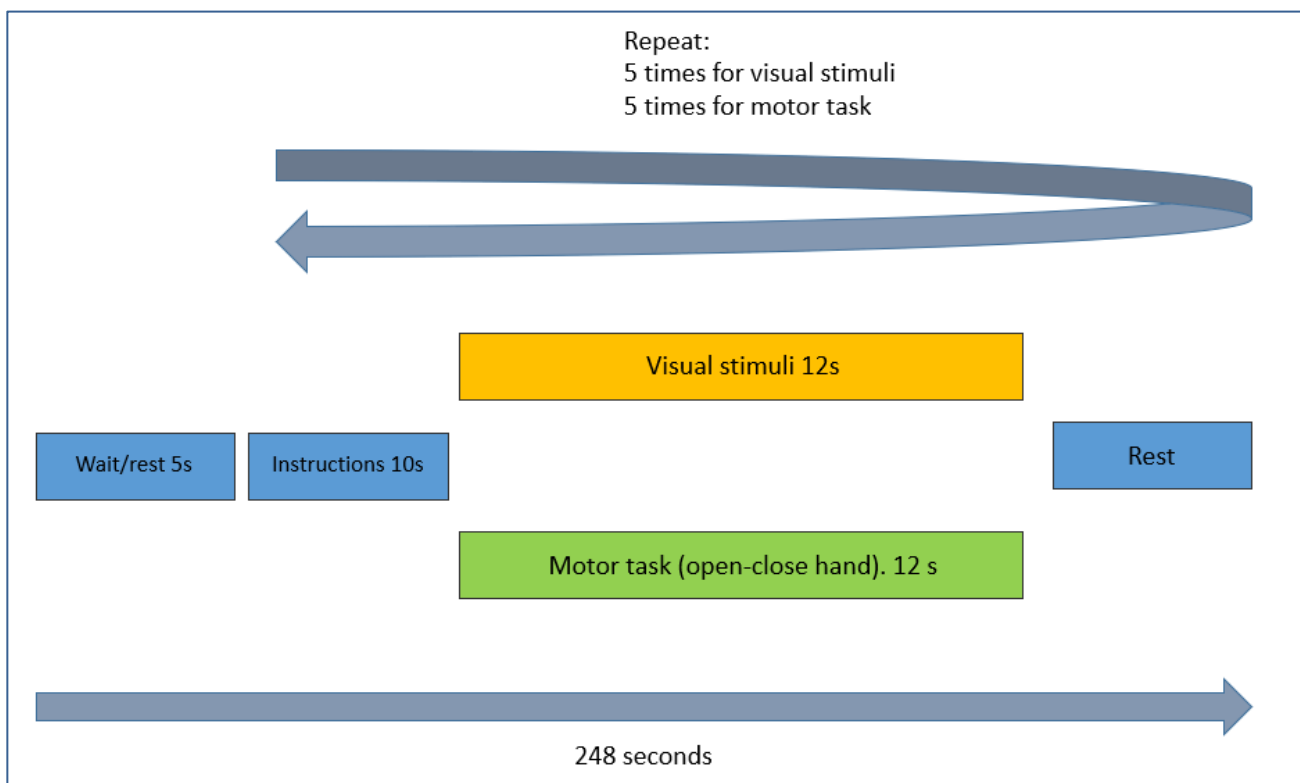 Repeat:
5 times for visual stimuli
5 times for motor task
Visual stimuli 12s
Wait/rest 5s
Instructions 10s
Rest
Motor task (open-close hand). 12 s
248 seconds